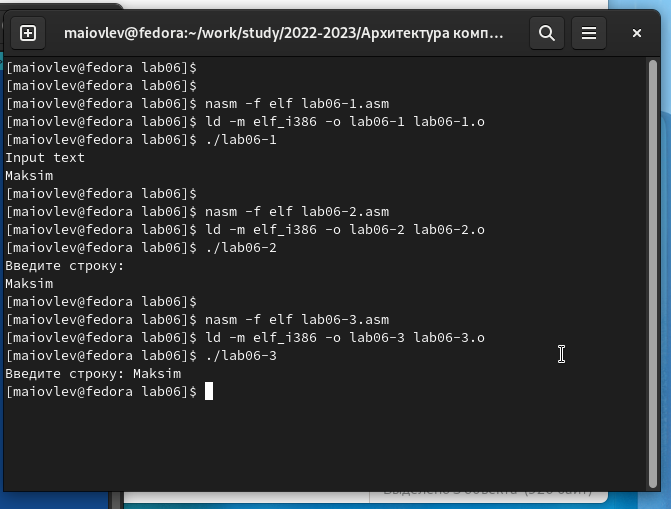 maiovlev@fedora:~/work/study/2022-2023/Архитектура комп...
[maiovlev@fedora lab06]$
[maiovlev@fedora lab06]$
[maiovlev@fedora lab06]$ nasm -f elf lab06-1.asm
[maiovlev@fedora lab06]$ ld -m elf_i386 -o lab06-1 lab06-1.o
[maiovlev@fedora lab06]$ ./lab06-1
Input text
Maksim
[maiovlev@fedora lab06]$
[maiovlev@fedora lab06]$ nasm -f elf lab06-2.asm
[maiovlev@fedora lab06]$ ld -m elf_i386 -o lab06-2 lab06-2.o
[maiovlev@fedora lab06]$ ./lab06-2
Введите строку:
Maksim
[maiovlev@fedora lab06]$
[maiovlev@fedora lab06]$ nasm -f elf lab06-3.asm
[maiovlev@fedora lab06]$ ld -m elf_i386 -o lab06-3 lab06-3.o
[maiovlev@fedora lab06]$ ./lab06-3
Введите строку: Maksim
[maiovlev@fedora lab06]$